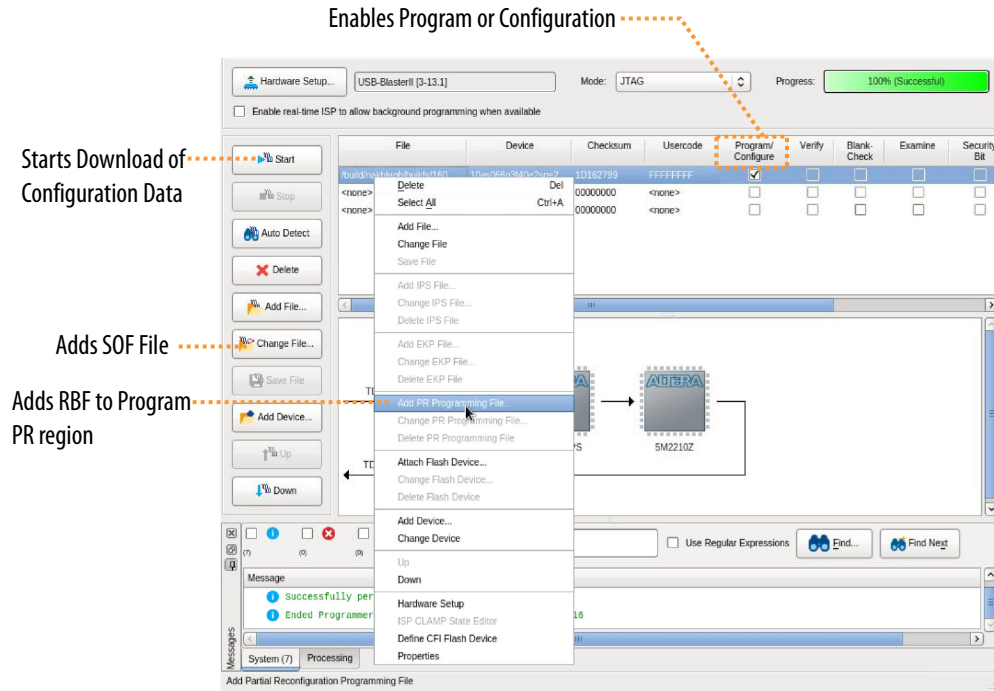 Enables Program or Configuration
Hardware Setup...
USB-BlasterII [3-13.1]
Mode:
JTAG
Progress:
100% (Successful)
Enable real-time ISP to allow background programming when available
Starts Download of
Configuration Data
Adds SOF File
Adds RBF to Program
PR region
Start
Stop
Auto Detect
Delete
Add File...
Change File...
Save File
Add Device...
Up
Down
File Device Checksum Usercode Program/ Verify Blank- Examine Security
Configure Check Bit
1D162799 FFFFFFFF
<none> 00000000 <none>
<none> 00000000 <none>
Delete Del
Select All Ctrl+A
Add File...
Change File
Save File
Add IPS File...
Change IPS File...
Delete IPS File
Add EKP File...
Change EKP File...
Delete EKP File
Add PR Programming File...
Change PR Programming File...
Delete PR Programming File
Attach Flash Device...
Change Flash Device...
Delete Flash Device
Add Device...
Change Device
Up
Down
Hardware Setup
ISP CLAMP State Editor
Define CFI Flash Device
Properties
ALTERA
5M2210Z
(7) (0) (0)
Use Regular Expressions
Find...
Find Next
Message
Successfully per
Ended Programmer 16
Messages
System (7) Processing
Add Partial Reconfiguration Programming File